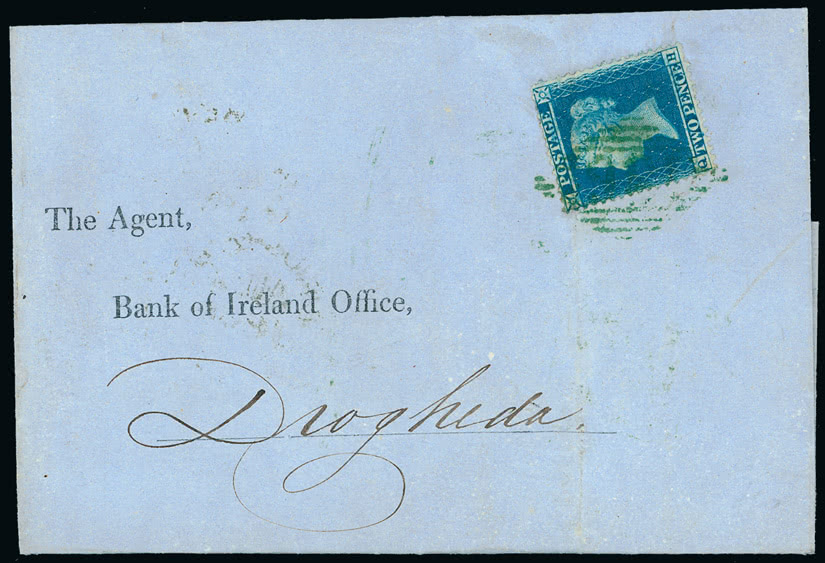 POSTAGE
TWO PENCE
H
The Agent,
Bank of Ireland Office,
Drogheda.